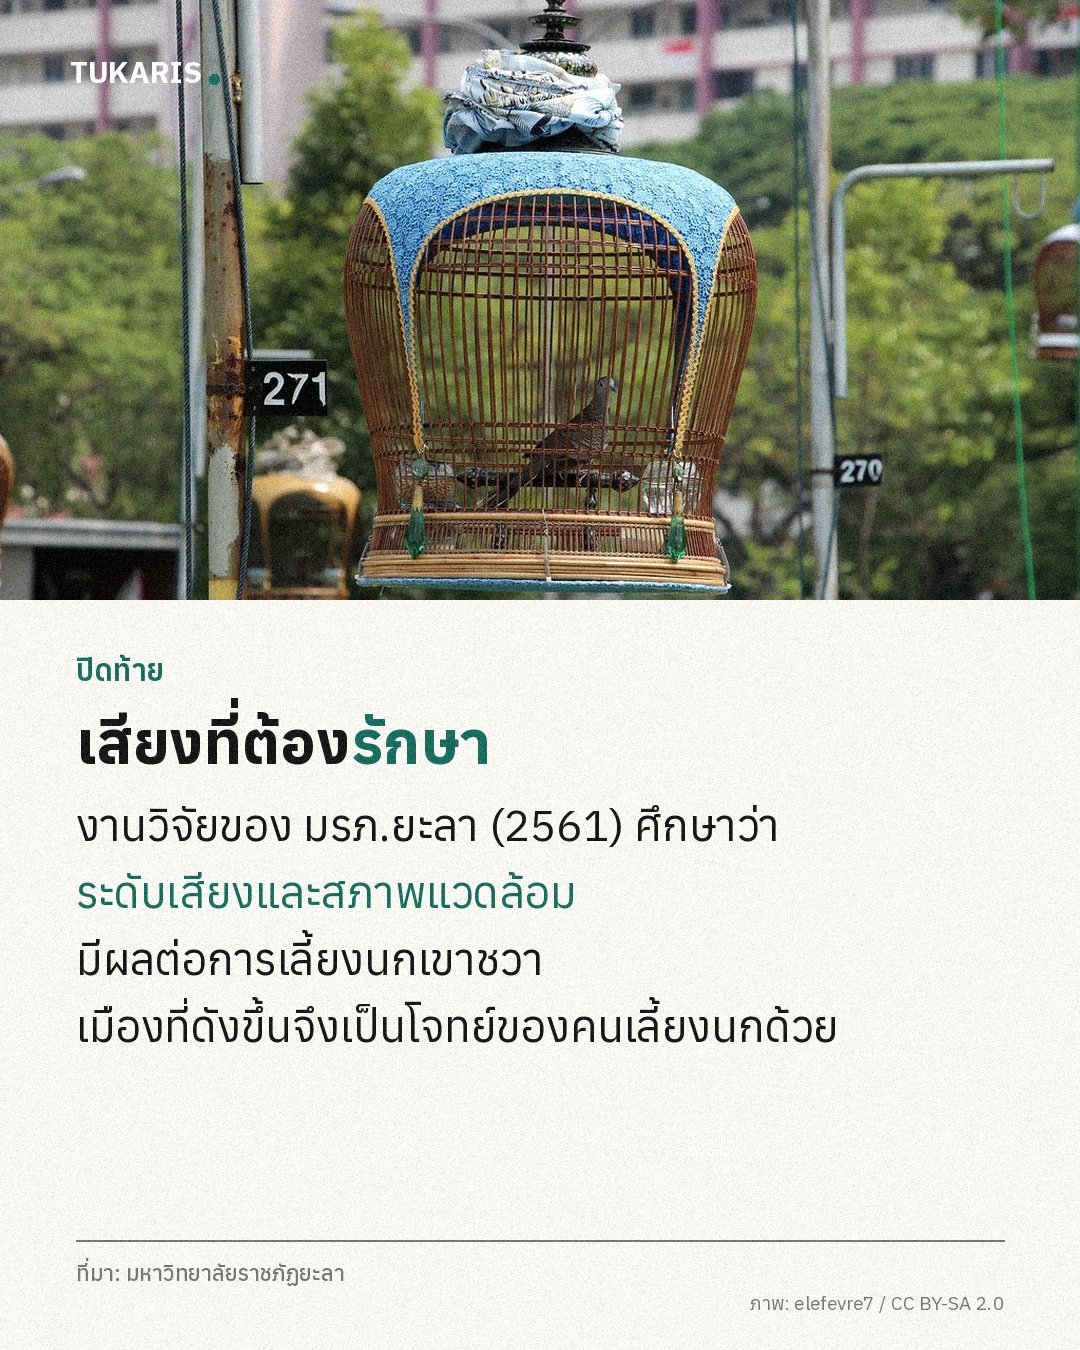 TUKARIS
271
270
ปิดท้าย
เสียงที่ต้องรักษา
งานวิจัยของ มรภ.ยะลา (2561) ศึกษาว่า
ระดับเสียงและสภาพแวดล้อม
มีผลต่อการเลี้ยงนกเขาชวา
เมืองที่ดังขึ้นจึงเป็นโจทย์ของคนเลี้ยงนกด้วย
ที่มา: มหาวิทยาลัยราชภัฏยะลา
ภาพ: elefevre7 / CC BY-SA 2.0